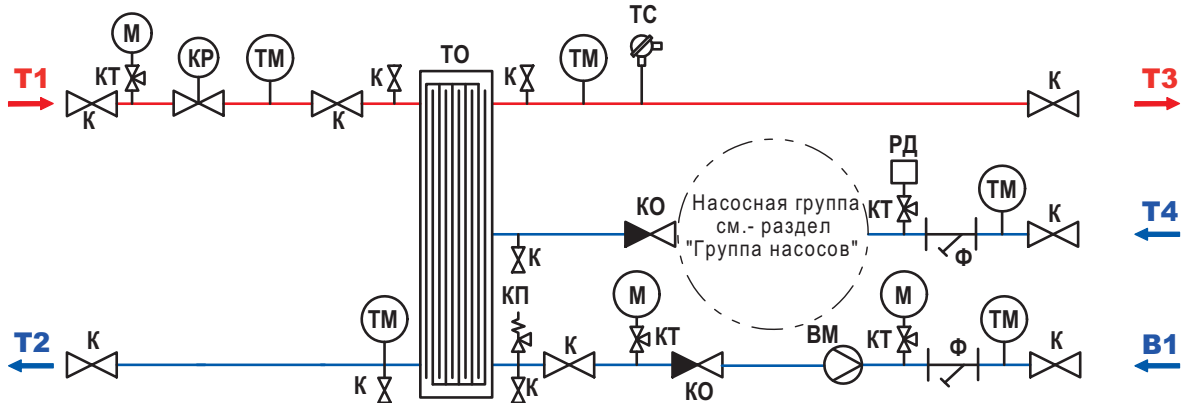 М
ТС
КР
ТМ
ТО
ТМ
КТ
К
К
К
Т1
Т3
К
К
РД
Насосная группа
ТМ
КО
см.- раздел
КТ
К
Т4
"Группа насосов"
К
Ф
КП
М
М
ТМ
ВМ
ТМ
Т2
К
КТ
КТ
К
К
Ф
В1
К
К
КО